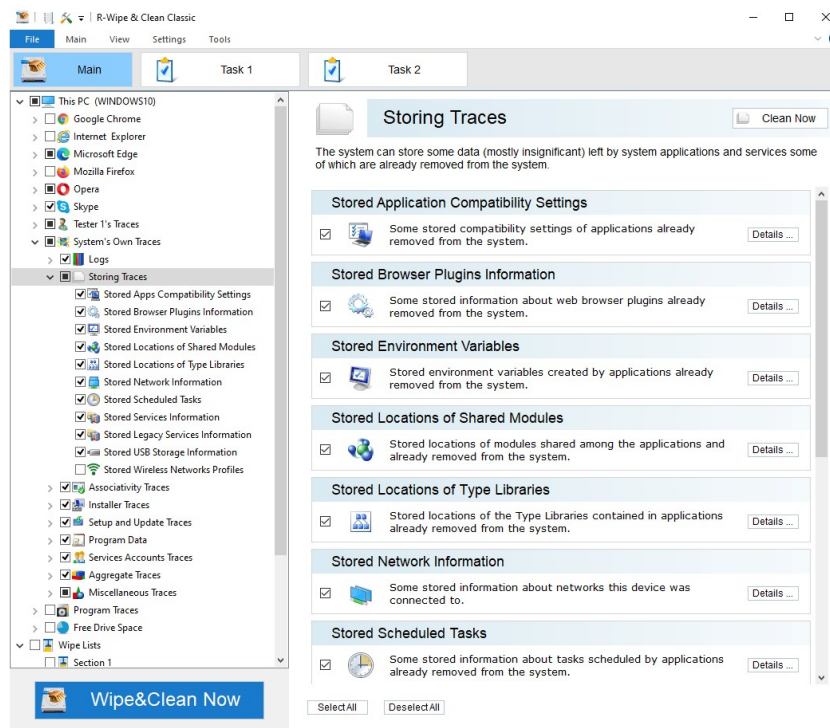 R-Wipe & Clean Classic
File Main View Settings Tools
Main Task 1 Task 2
This PC (WINDOWS10)
Google Chrome
Internet Explorer
Microsoft Edge
Mozilla Firefox
Opera
Skype
Tester 1's Traces
System's Own Traces
Logs
Storing Traces
Stored Apps Compatibility Settings
Stored Browser Plugins Information
Stored Environment Variables
Stored Locations of Shared Modules
Stored Locations of Type Libraries
Stored Network Information
Stored Scheduled Tasks
Stored Services Information
Stored Legacy Services Information
Stored USB Storage Information
Stored Wireless Networks Profiles
Associativity Traces
Installer Traces
Setup and Update Traces
Program Data
Services Accounts Traces
Aggregate Traces
Miscellaneous Traces
Program Traces
Free Drive Space
Wipe Lists
Section 1
Wipe&Clean Now
Storing Traces
Clean Now
The system can store some data (mostly insignificant) left by system applications and services some
of which are already removed from the system.
Stored Application Compatibility Settings
Some stored compatibility settings of applications already
removed from the system.
Details ...
Stored Browser Plugins Information
Some stored information about web browser plugins already
removed from the system.
Details ...
Stored Environment Variables
Stored environment variables created by applications already
removed from the system.
Details ...
Stored Locations of Shared Modules
Stored locations of modules shared among the applications and
already removed from the system.
Details ...
Stored Locations of Type Libraries
Stored locations of the Type Libraries contained in applications
already removed from the system.
Details ...
Stored Network Information
Some stored information about networks this device was
connected to.
Details ...
Stored Scheduled Tasks
Some stored information about tasks scheduled by applications
already removed from the system.
Details ...
Select All Deselect All